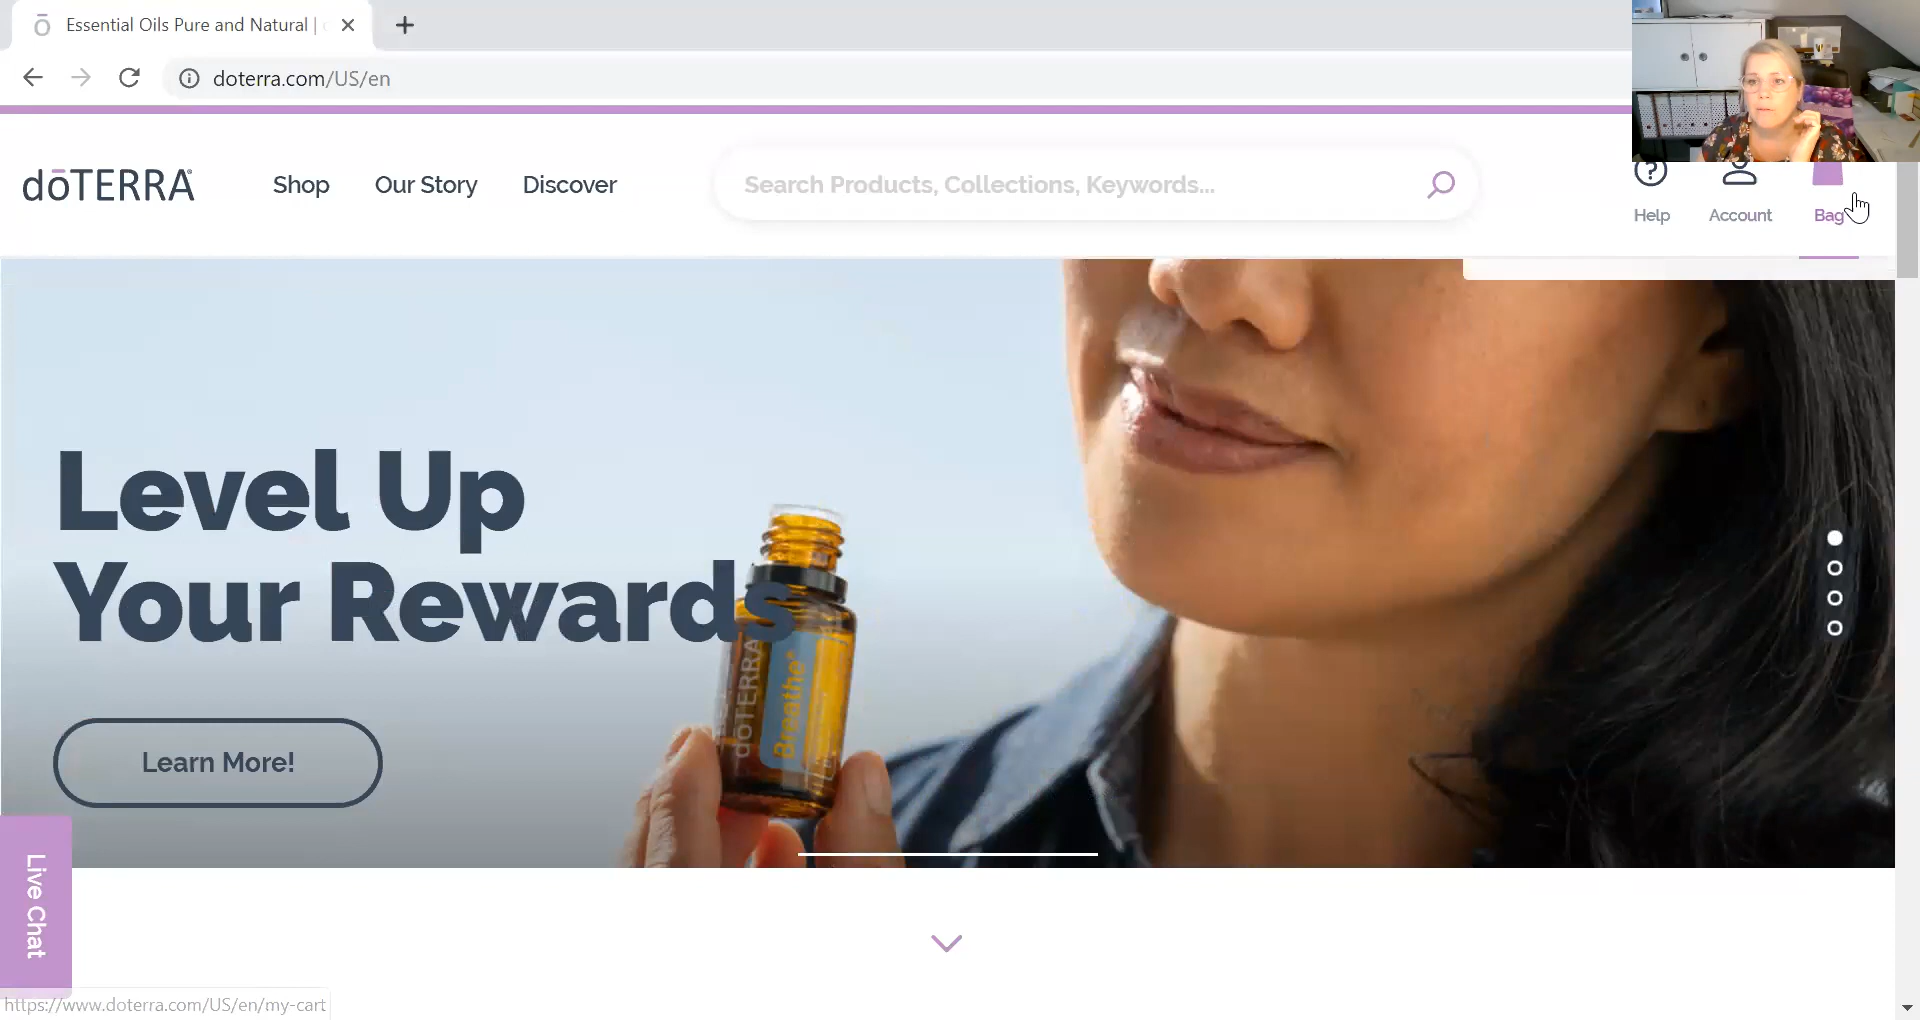 Essential Oils Pure and Natural |
doterra.com/US/en
dōTERRA®
Shop
Our Story
Discover
Search Products, Collections, Keywords...
Help
Account
Bag
Level Up
Your Rewards
dōTERRA
Breathe®
Learn More!
Live Chat
https://www.doterra.com/US/en/my-cart